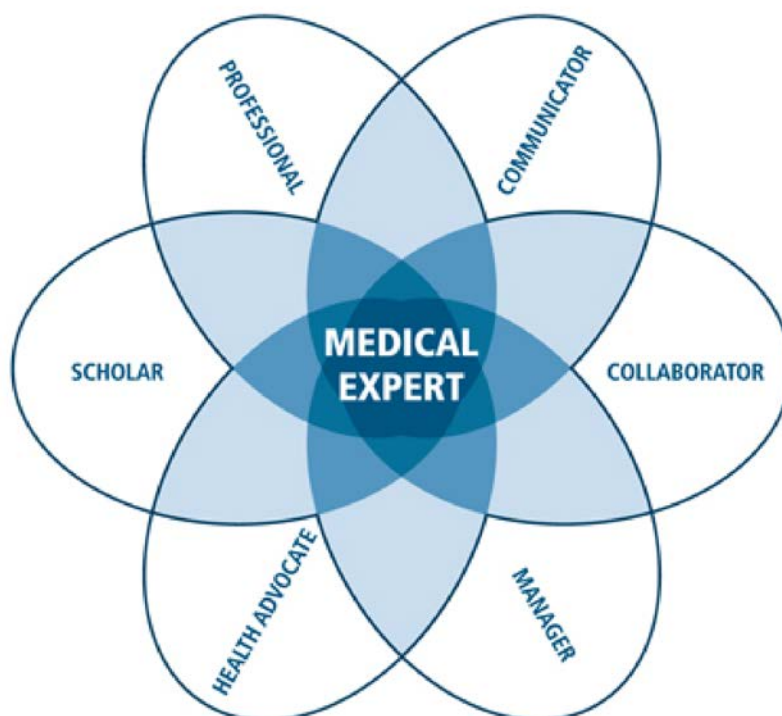 PROFESSIONAL
COMMUNICATOR
SCHOLAR
MEDICAL
EXPERT
COLLABORATOR
HEALTH ADVOCATE
MANAGER